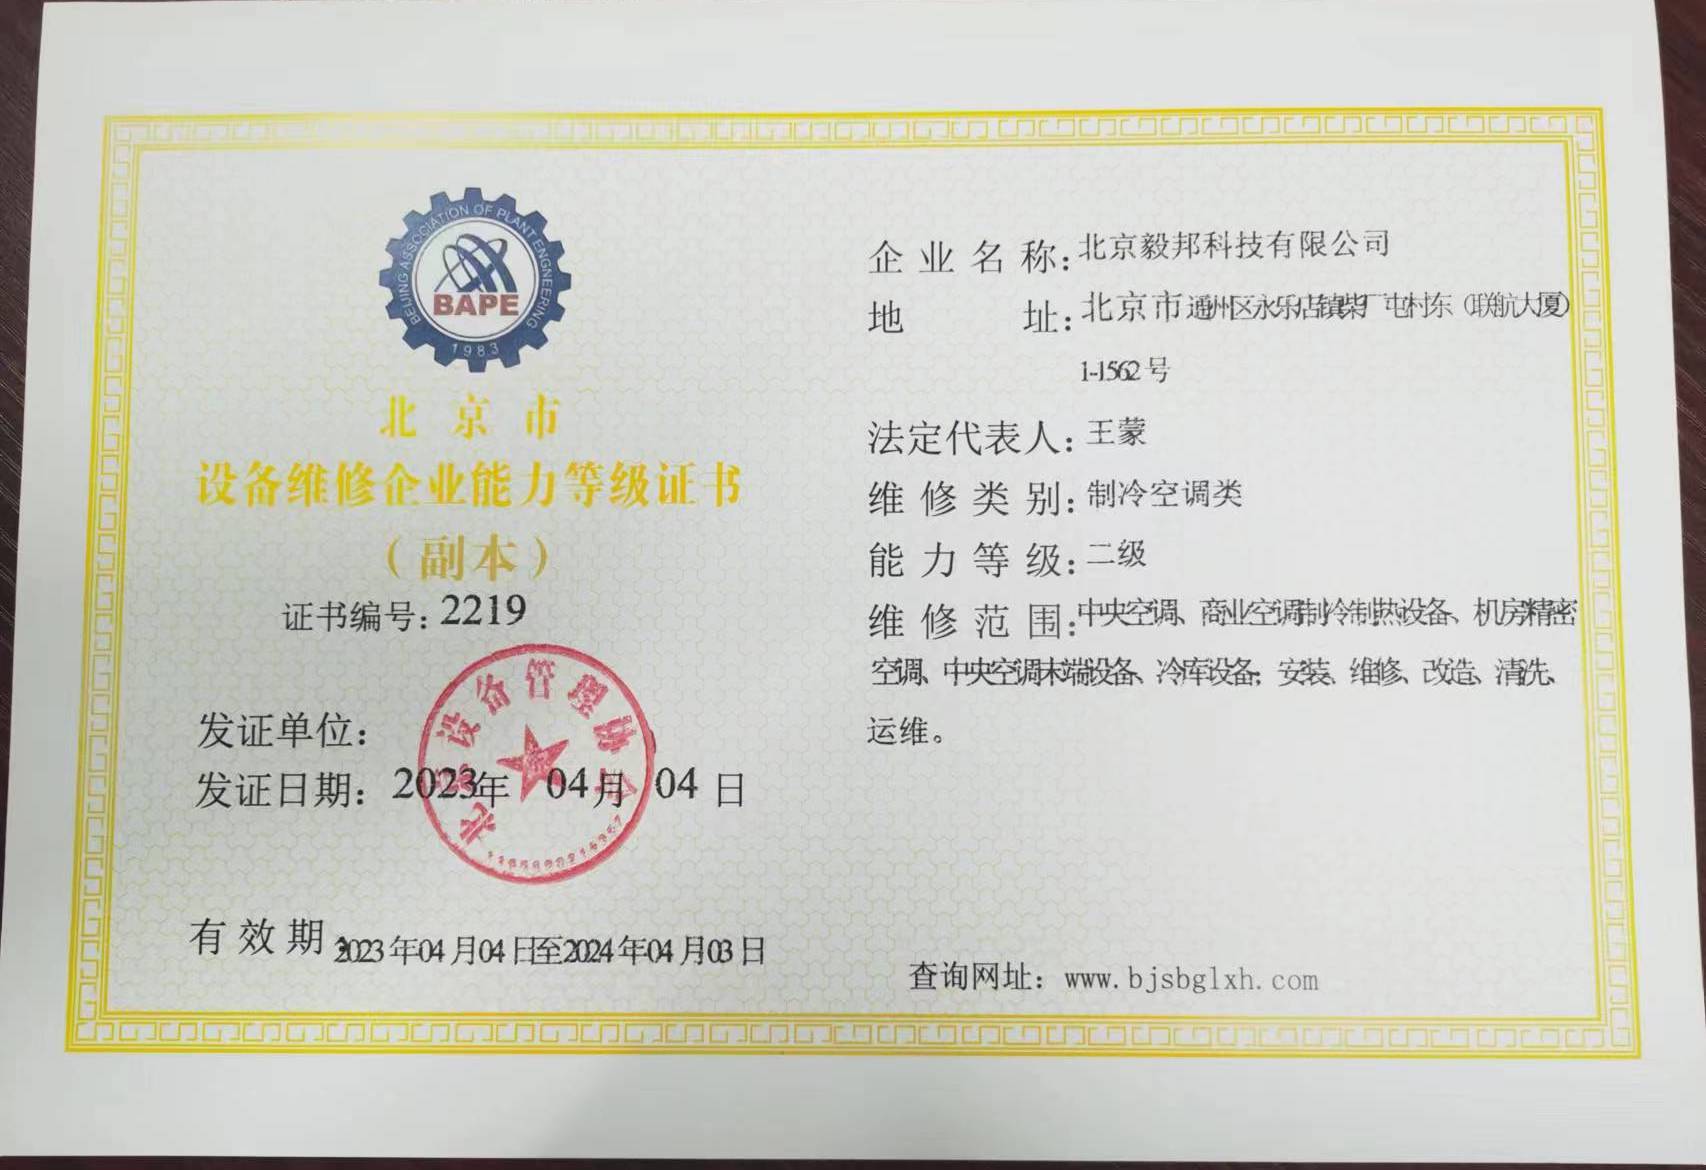 BEIJING ASSOCIATION OF PLANT ENGNEERING
BAPE
1983
北京市
设备维修企业能力等级证书
（副本）
证书编号：2219
发证单位：
北京设备管理协会
发证日期：2023年 04月 04日
有效期：2023年04月04日至2024年04月03日
企业名称：北京毅邦科技有限公司
地址：北京市通州区永乐店镇柴厂屯村东（联航大厦）
1-1562号
法定代表人：王蒙
维修类别：制冷空调类
能力等级：二级
维修范围：中央空调、商业空调制冷制热设备、机房精密
空调、中央空调末端设备、冷库设备；安装、维修、改造、清洗、
运维。
查询网址：www.bjsbglxh.com